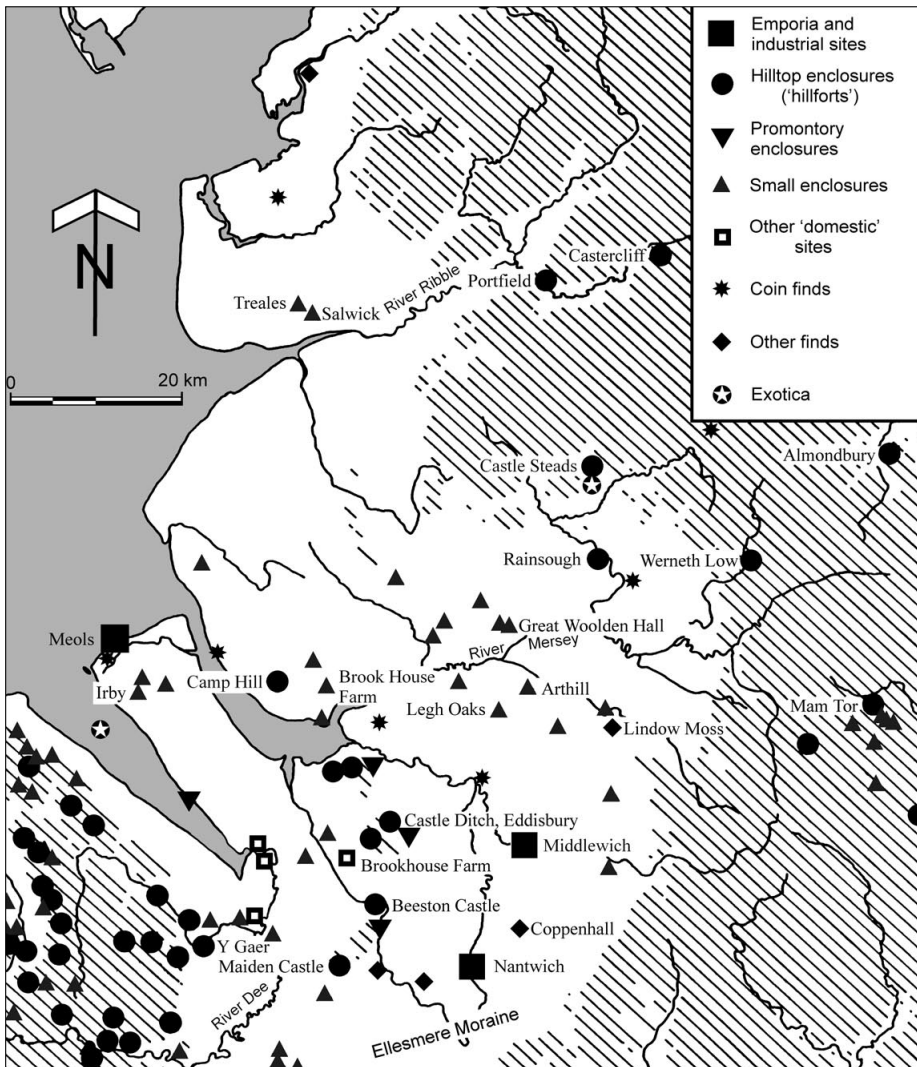 Emporia and
industrial sites
Hilltop enclosures
('hillforts')
Promontory
enclosures
Small enclosures
Other 'domestic'
sites
Coin finds
Other finds
Exotica
N
0 20 km
Castercliff
Portfield
River Ribble
Treales
Salwick
Castle Steads
Almondbury
Rainsough
Werneth Low
Great Woolden Hall
River Mersey
Meols
Irby
Camp Hill
Brook House
Farm
Arthill
Legh Oaks
Lindow Moss
Mam Tor
Castle Ditch, Eddisbury
Middlewich
Brookhouse Farm
Beeston Castle
Coppenhall
Y Gaer
Maiden Castle
Nantwich
River Dee
Ellesmere Moraine